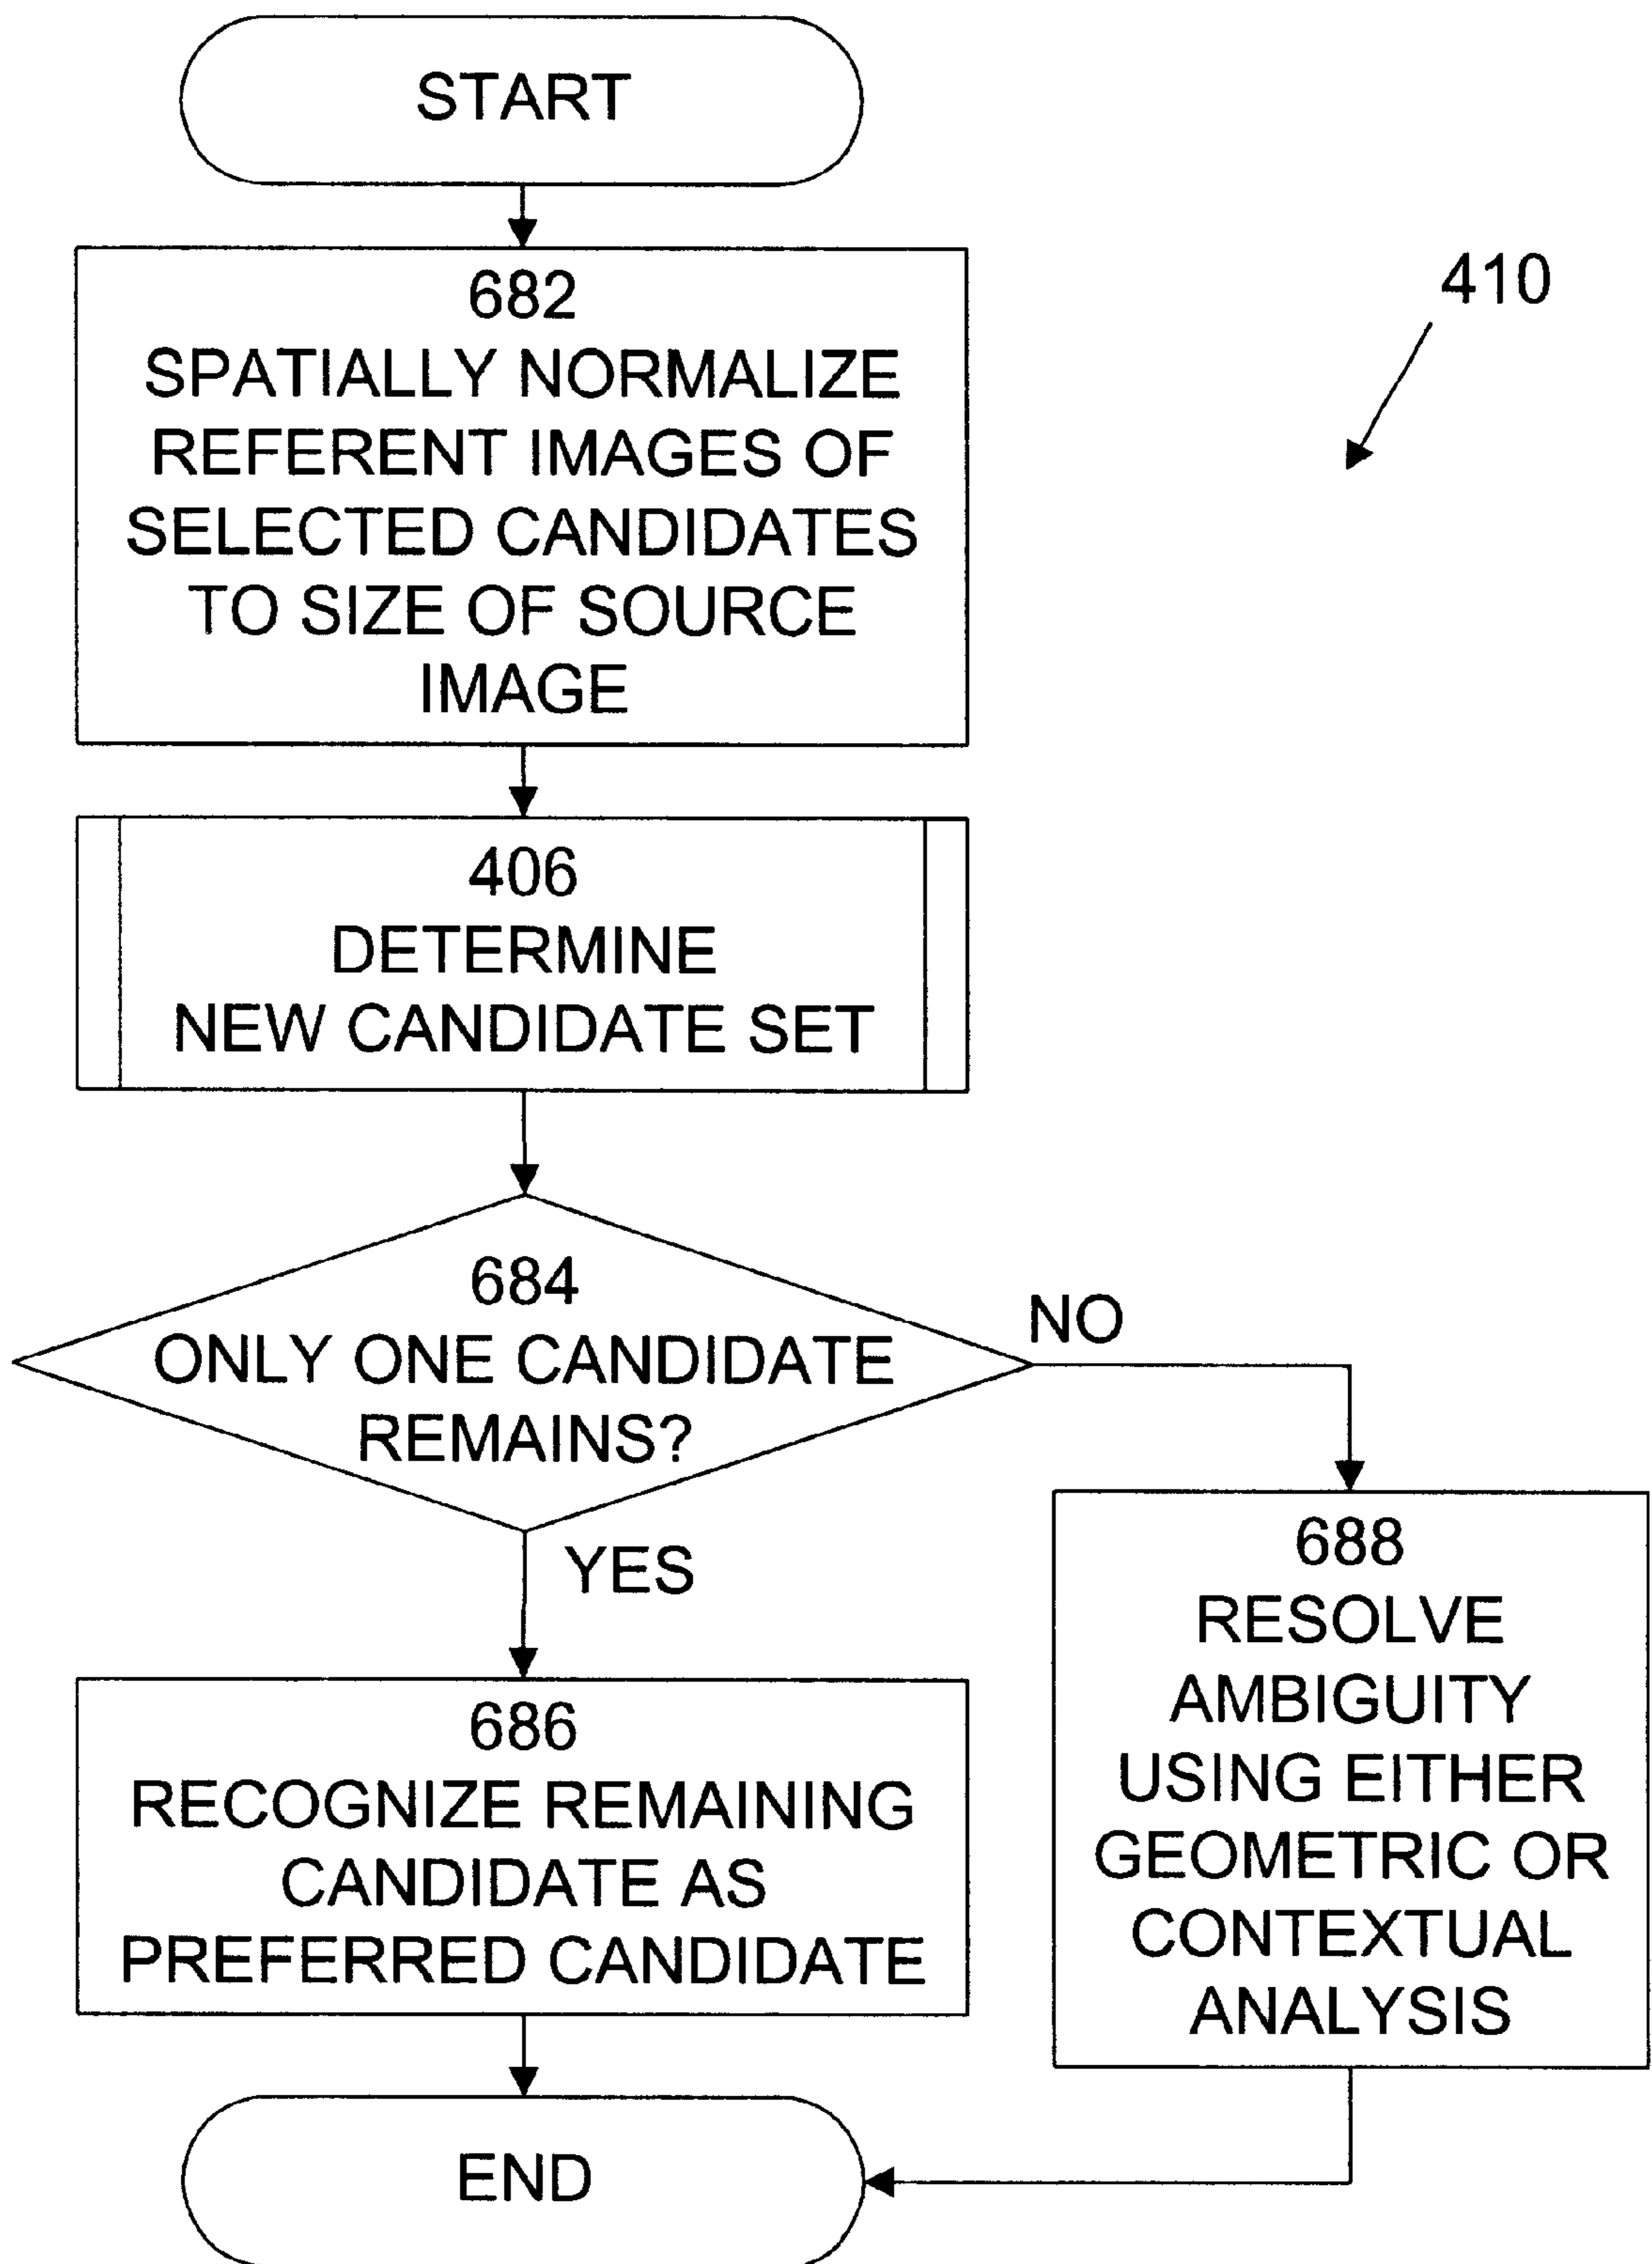 START
410
682
SPATIALLY NORMALIZE
REFERENT IMAGES OF
SELECTED CANDIDATES
TO SIZE OF SOURCE
IMAGE
406
DETERMINE
NEW CANDIDATE SET
684
ONLY ONE CANDIDATE
REMAINS?
NO
YES
688
RESOLVE
AMBIGUITY
USING EITHER
GEOMETRIC OR
CONTEXTUAL
ANALYSIS
686
RECOGNIZE REMAINING
CANDIDATE AS
PREFERRED CANDIDATE
END